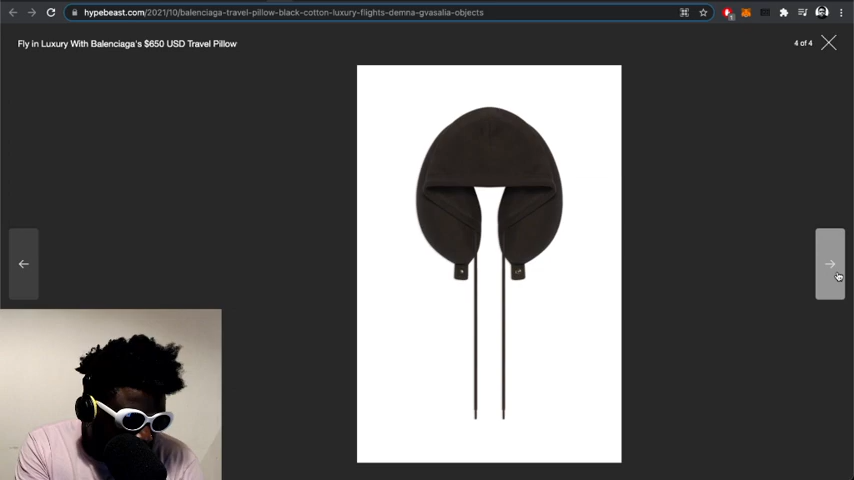 hypebeast.com/2021/10/balenciaga-travel-pillow-black-cotton-luxury-flights-demna-gvasalia-objects
Fly in Luxury With Balenciaga's $650 USD Travel Pillow
4 of 4